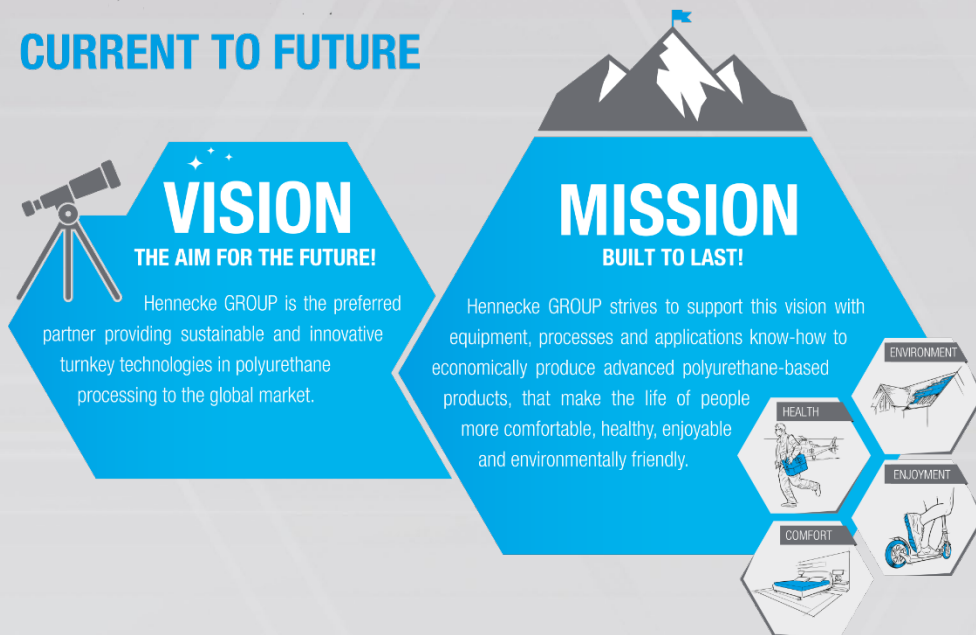 CURRENT TO FUTURE
VISION
THE AIM FOR THE FUTURE!
Hennecke GROUP is the preferred
partner providing sustainable and innovative
turnkey technologies in polyurethane
processing to the global market.
MISSION
BUILT TO LAST!
Hennecke GROUP strives to support this vision with
equipment, processes and applications know-how to
economically produce advanced polyurethane-based
products, that make the life of people
more comfortable, healthy, enjoyable
and environmentally friendly.
ENVIRONMENT
HEALTH
ENJOYMENT
COMFORT